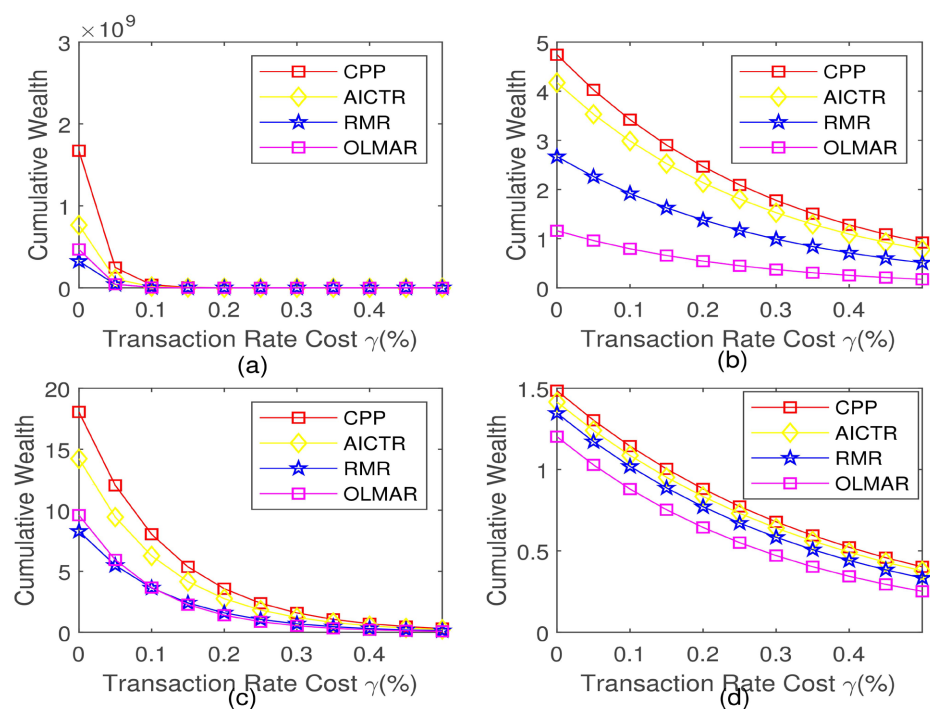 ×10⁹
3
2
1
0
Cumulative Wealth
CPP
AICTR
RMR
OLMAR
0 0.1 0.2 0.3 0.4
Transaction Rate Cost γ(%)
(a)
5
4
3
2
1
0
Cumulative Wealth
CPP
AICTR
RMR
OLMAR
0 0.1 0.2 0.3 0.4
Transaction Rate Cost γ(%)
(b)
20
15
10
5
0
Cumulative Wealth
CPP
AICTR
RMR
OLMAR
0 0.1 0.2 0.3 0.4
Transaction Rate Cost γ(%)
(c)
1.5
1
0.5
0
Cumulative Wealth
CPP
AICTR
RMR
OLMAR
0 0.1 0.2 0.3 0.4
Transaction Rate Cost γ(%)
(d)